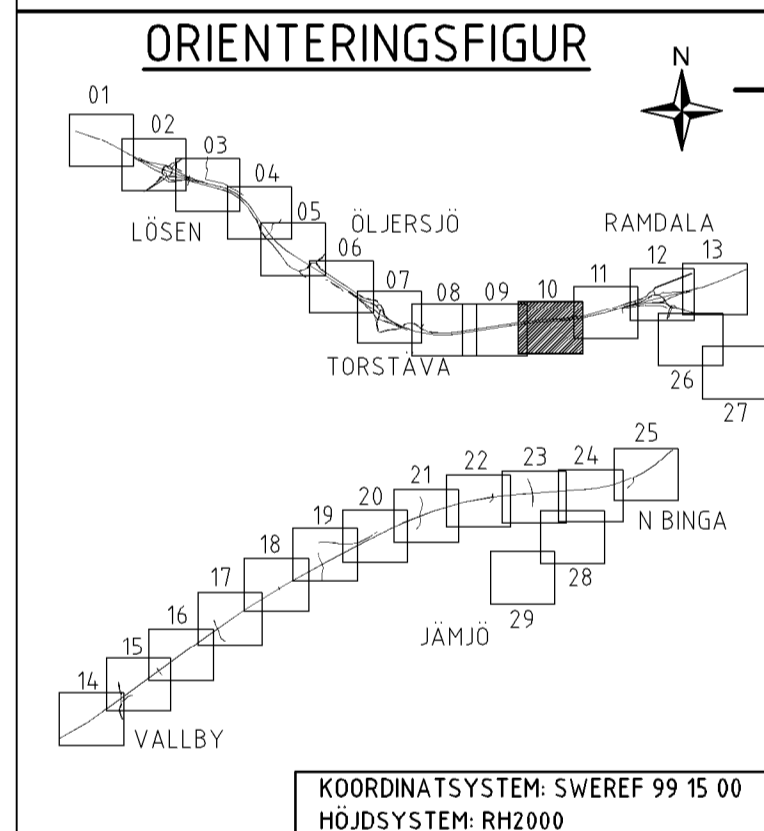 ORIENTERINGSFIGUR
N
01
02
03
04
LÖSEN
05
ÖLJERSJÖ
06
RAMDALA
07
08
09
10
11
12
13
TORSTÄVA
26
27
25
24
23
22
21
20
19
18
17
16
15
14
N BINGA
28
29
JÄMJÖ
VALLBY
KOORDINATSYSTEM: SWEREF 99 15 00
HÖJDSYSTEM: RH2000